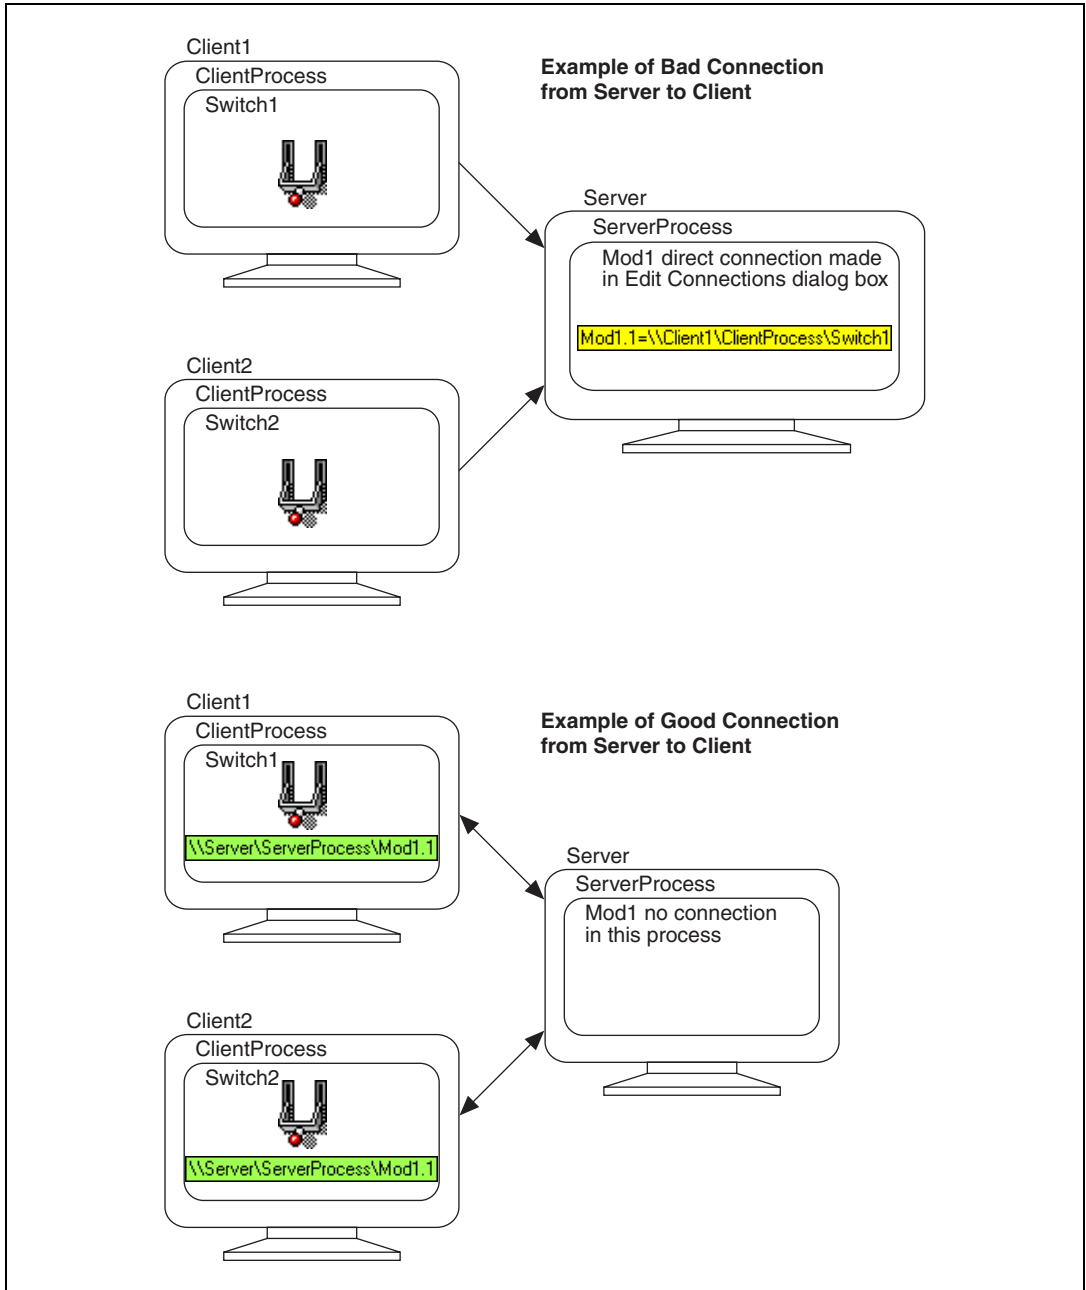 Client1
ClientProcess
Switch1
Example of Bad Connection
from Server to Client
Server
ServerProcess
Mod1 direct connection made
in Edit Connections dialog box
Mod1.1=\\Client1\ClientProcess\Switch1
Client2
ClientProcess
Switch2
Client1
ClientProcess
Switch1
\\Server\ServerProcess\Mod1.1
Example of Good Connection
from Server to Client
Server
ServerProcess
Mod1 no connection
in this process
Client2
ClientProcess
Switch2
\\Server\ServerProcess\Mod1.1